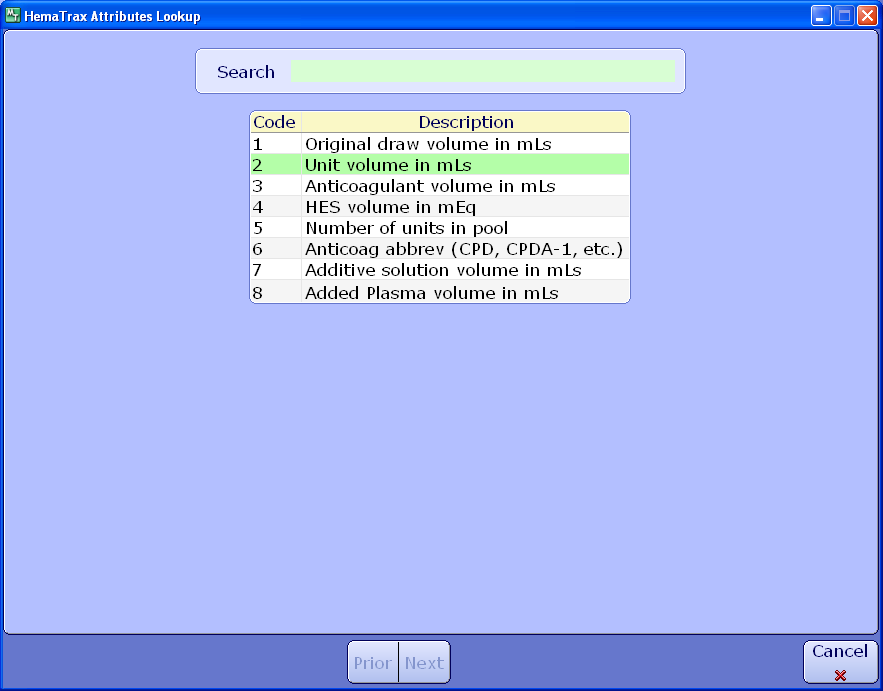 HemaTrax Attributes Lookup
Search
Code Description
1 Original draw volume in mLs
2 Unit volume in mLs
3 Anticoagulant volume in mLs
4 HES volume in mEq
5 Number of units in pool
6 Anticoag abbrev (CPD, CPDA-1, etc.)
7 Additive solution volume in mLs
8 Added Plasma volume in mLs
Prior Next
Cancel